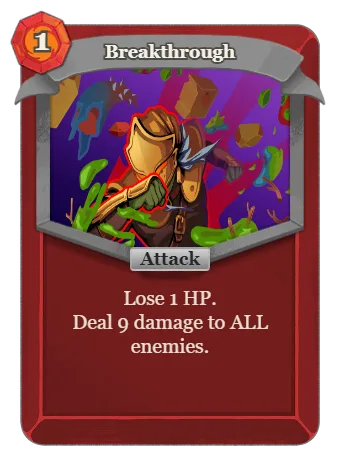 1
Breakthrough
Attack
Lose 1 HP.
Deal 9 damage to ALL
enemies.